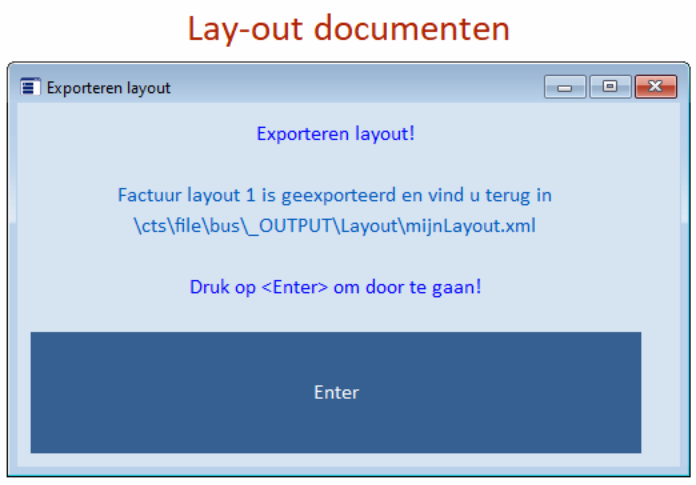 Lay-out documenten
Exporteren layout
Exporteren layout!
Factuur layout 1 is geexporteerd en vind u terug in
\cts\file\bus\_OUTPUT\Layout\mijnLayout.xml
Druk op <Enter> om door te gaan!
Enter